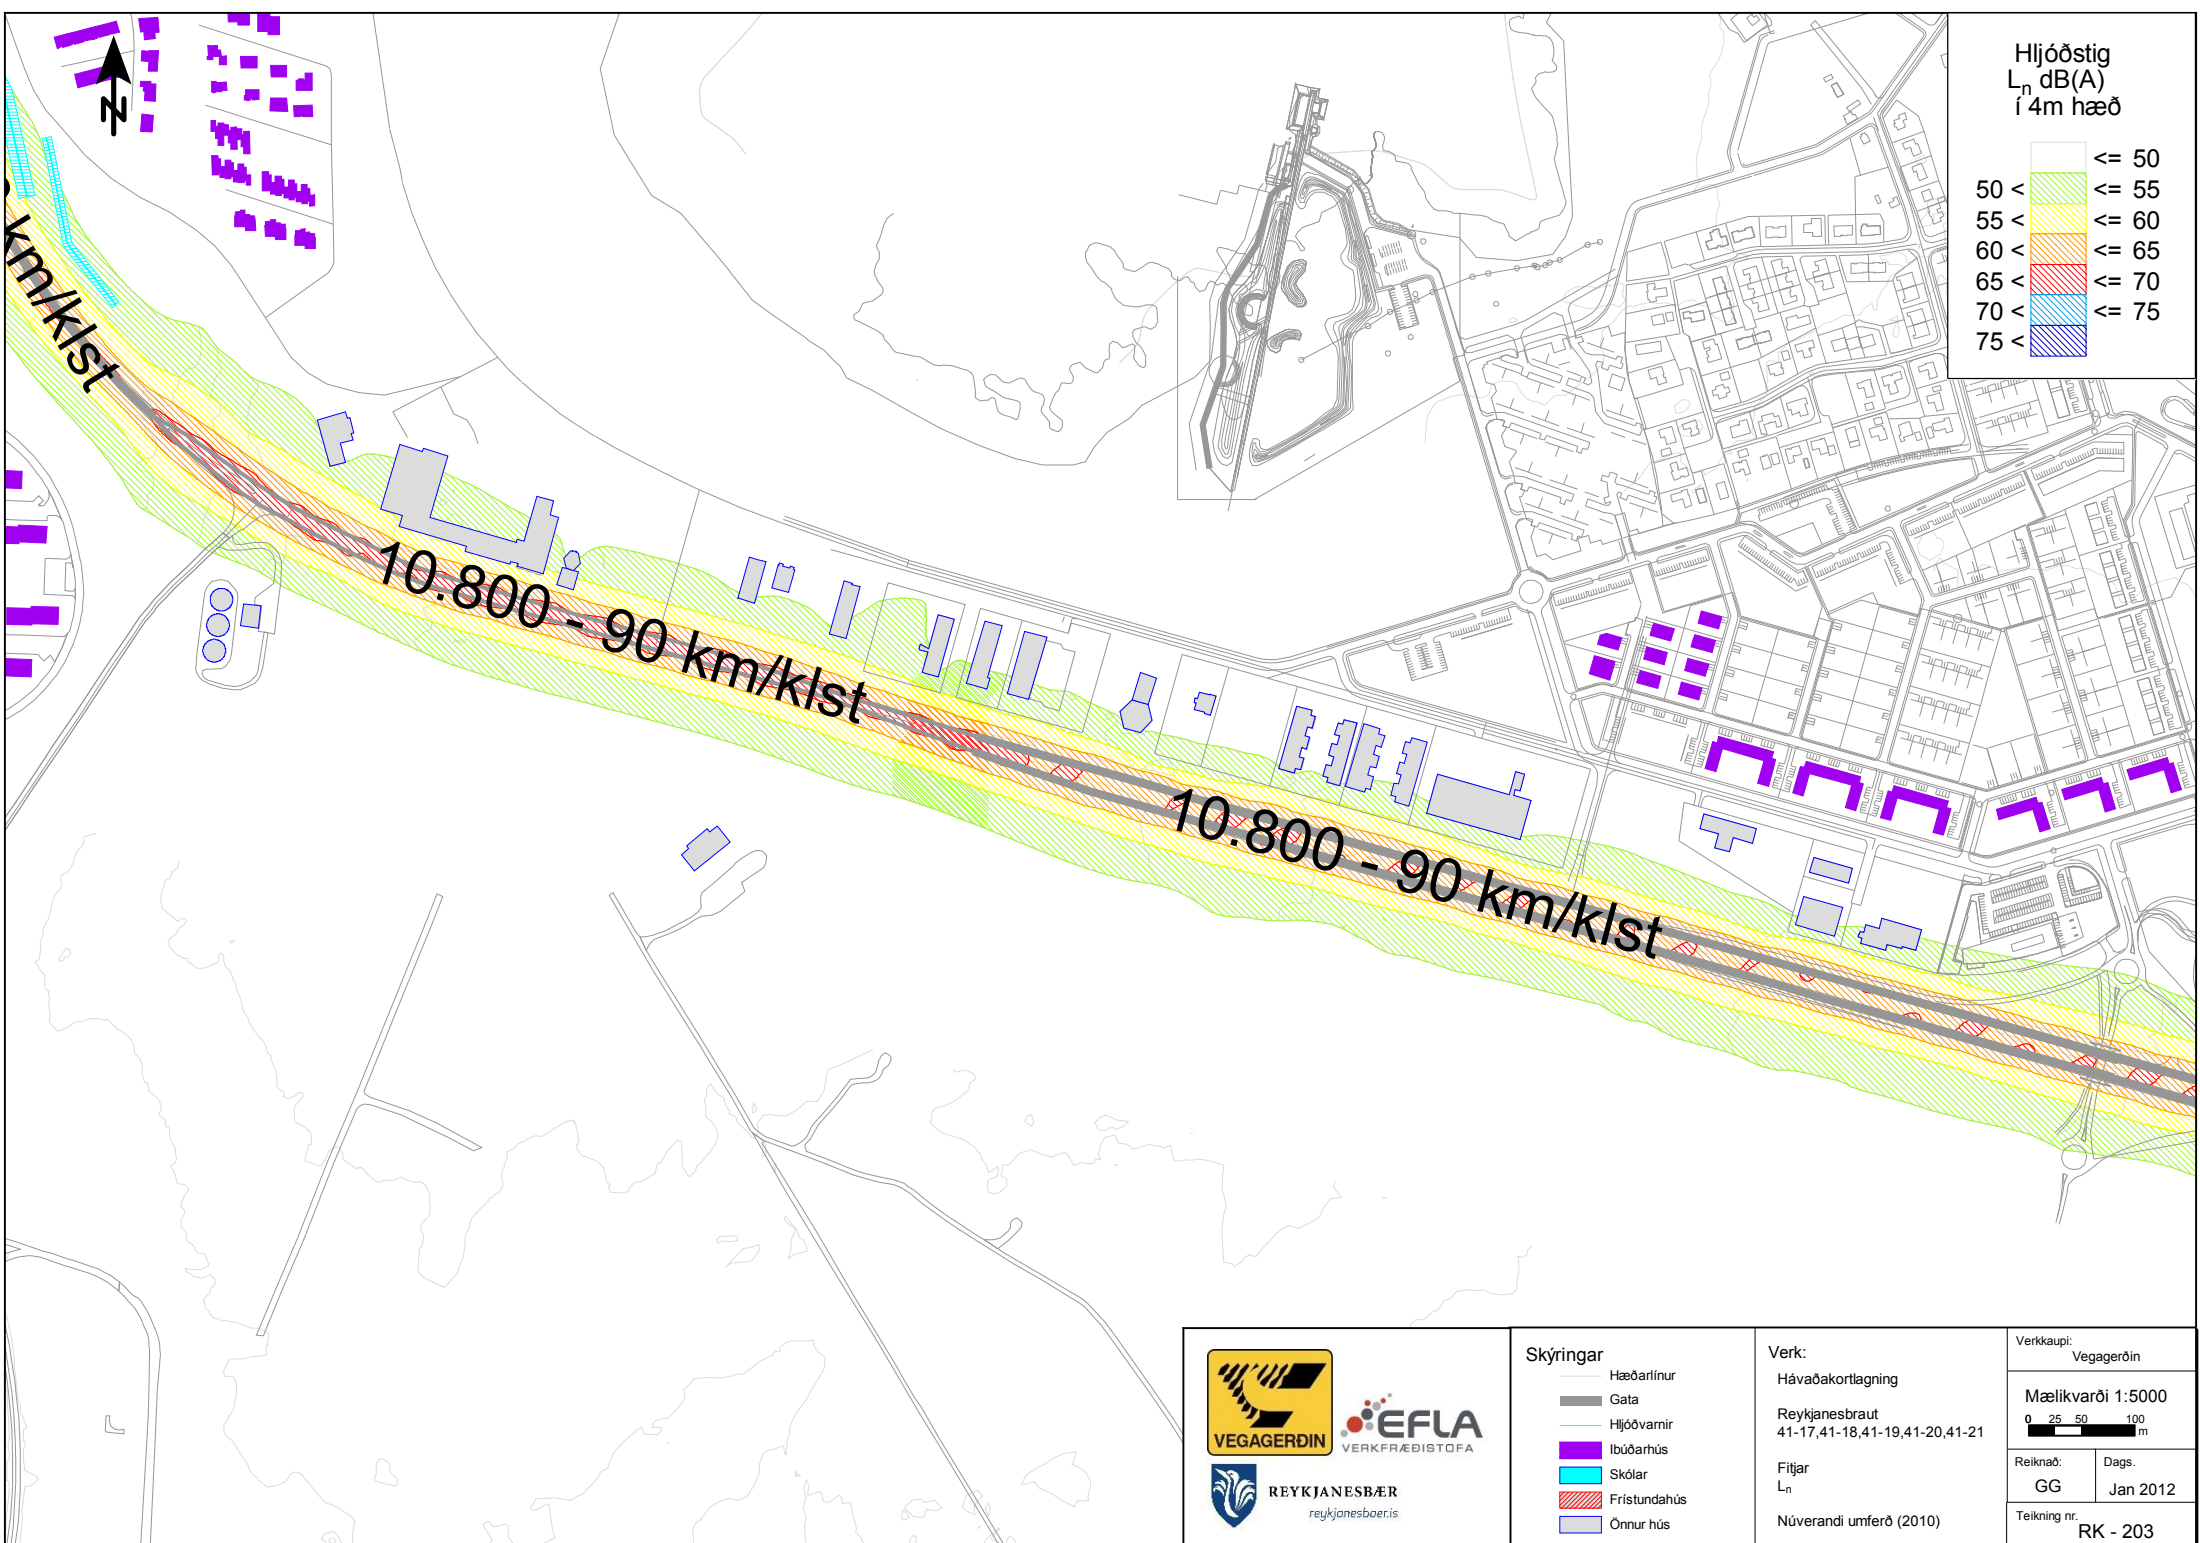 Hljóðstig
Ln dB(A)
í 4m hæð
<= 50
50 < <= 55
55 < <= 60
60 < <= 65
65 < <= 70
70 < <= 75
75 <
N
km/klst
10.800 - 90 km/klst
10.800 - 90 km/klst
VEGAGERÐIN
EFLA
VERKFRÆÐISTOFA
REYKJANESBÆR
reykjanesbaer.is
Skýringar
Hæðarlínur
Gata
Hljóðvarnir
Ibúðarhús
Skólar
Frístundahús
Önnur hús
Verk:
Hávaðakortlagning
Reykjanesbraut
41-17,41-18,41-19,41-20,41-21
Fitjar
Ln
Núverandi umferð (2010)
Verkkaupi:
Vegagerðin
Mælikvarði 1:5000
0 25 50 100
m
Reiknað:
GG
Dags.
Jan 2012
Teikning nr.
RK - 203